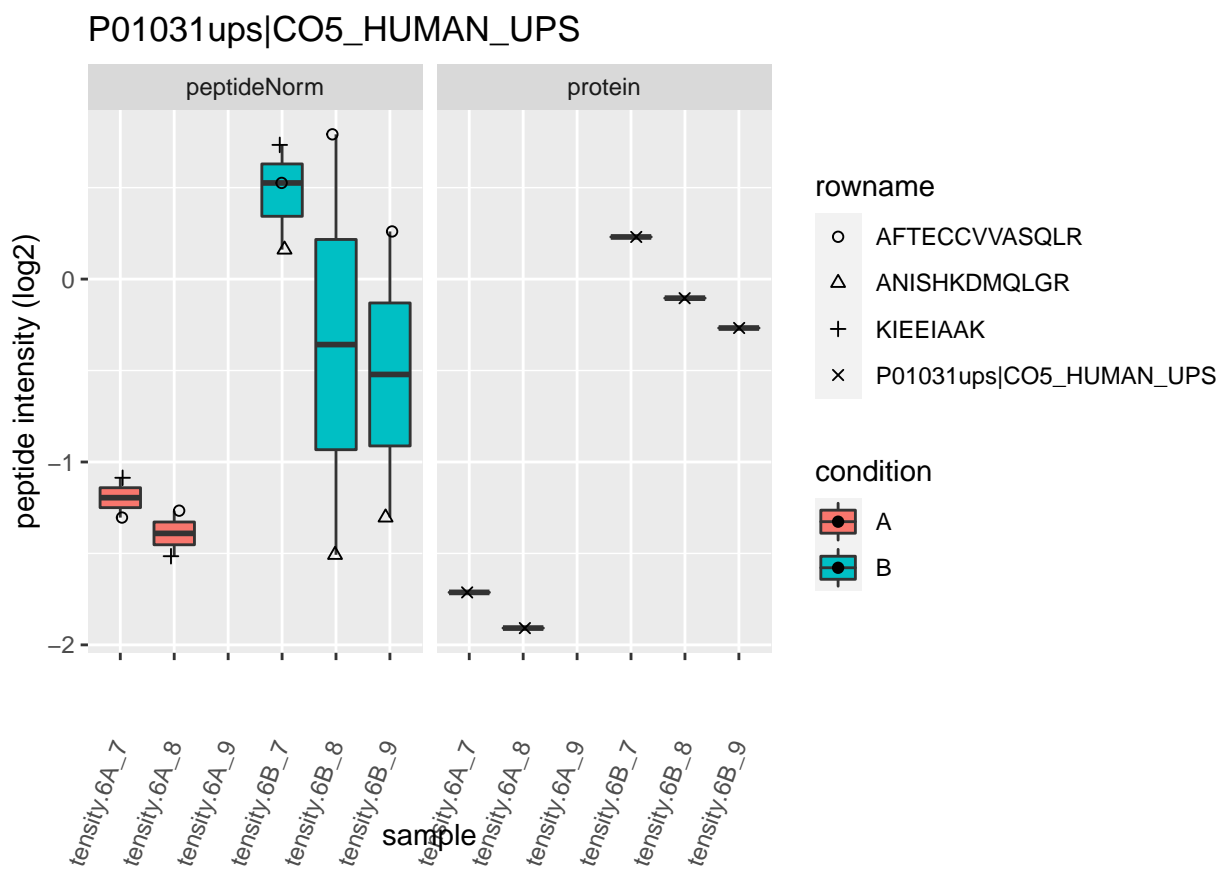 P01031ups|CO5_HUMAN_UPS
peptideNorm
protein
peptide intensity (log2)
0
−1
−2
tensity.6A_7
tensity.6A_8
tensity.6A_9
tensity.6B_7
tensity.6B_8
tensity.6B_9
tensity.6A_7
tensity.6A_8
tensity.6A_9
tensity.6B_7
tensity.6B_8
tensity.6B_9
sample
rowname
AFTECCVVASQLR
ANISHKDMQLGR
KIEEIAAK
P01031ups|CO5_HUMAN_UPS
condition
A
B